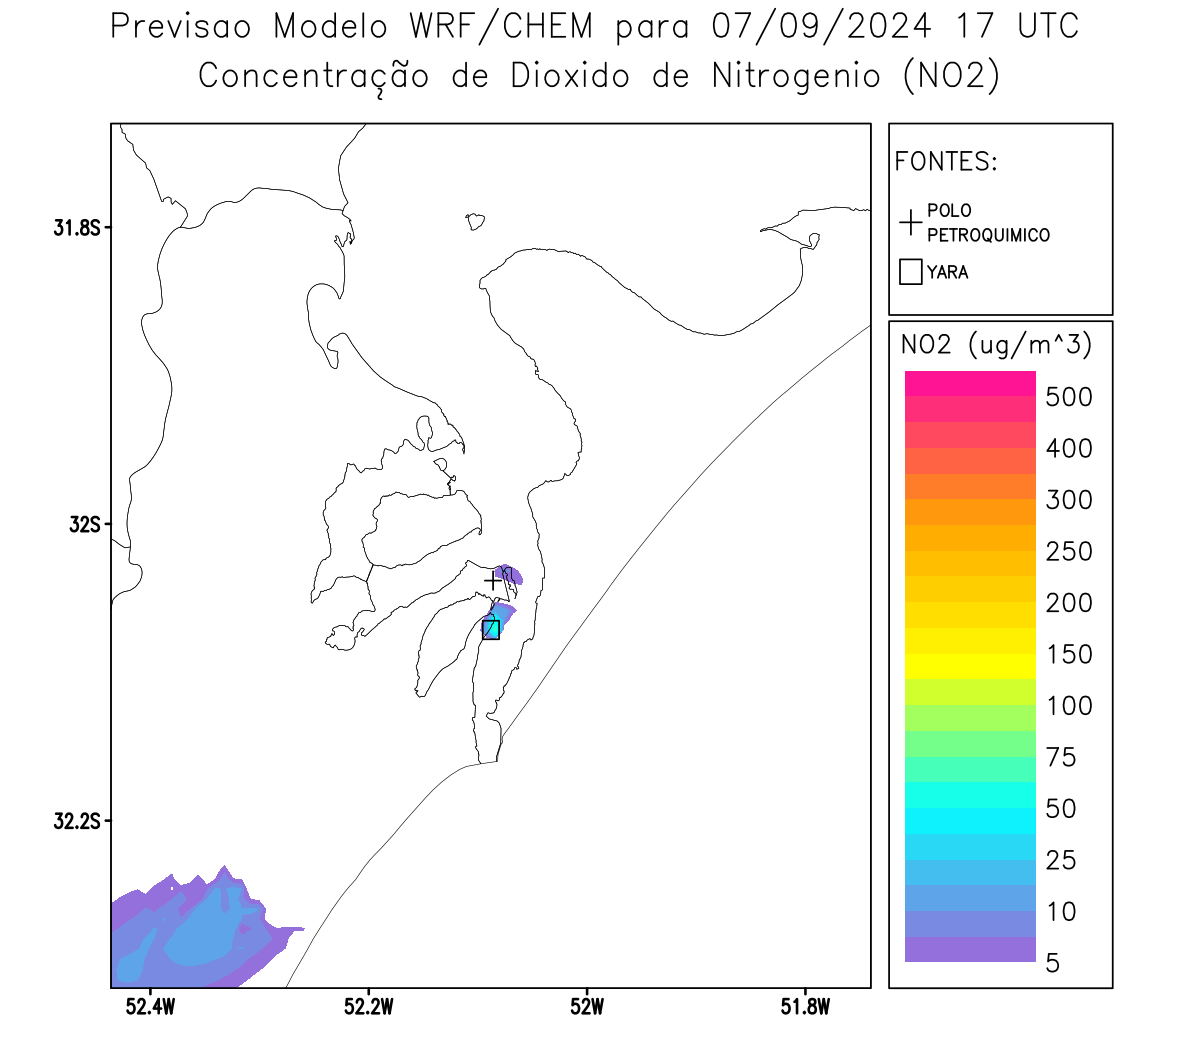 Previsao Modelo WRF/CHEM para 07/09/2024 17 UTC
Concentração de Dioxido de Nitrogenio (NO2)
FONTES:
POLO
PETROQUIMICO
YARA
NO2 (ug/m^3)
500
400
300
250
200
150
100
75
50
25
10
5
31.8S
32S
32.2S
52.4W
52.2W
52W
51.8W